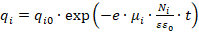 qᵢ = qᵢ₀ · exp(−e · μᵢ · Nᵢ/εε₀ · t)